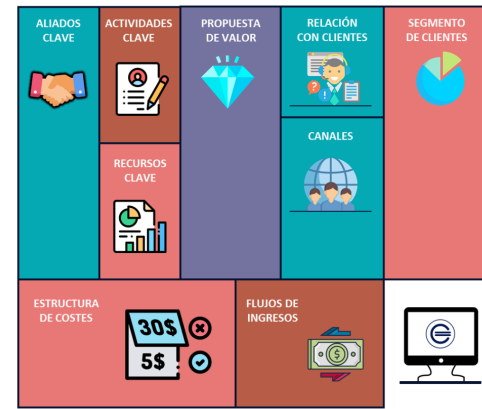 ALIADOS
CLAVE
ACTIVIDADES
CLAVE
PROPUESTA
DE VALOR
RELACIÓN
CON CLIENTES
SEGMENTO
DE CLIENTES
RECURSOS
CLAVE
CANALES
ESTRUCTURA
DE COSTES
30$
5$
FLUJOS DE
INGRESOS